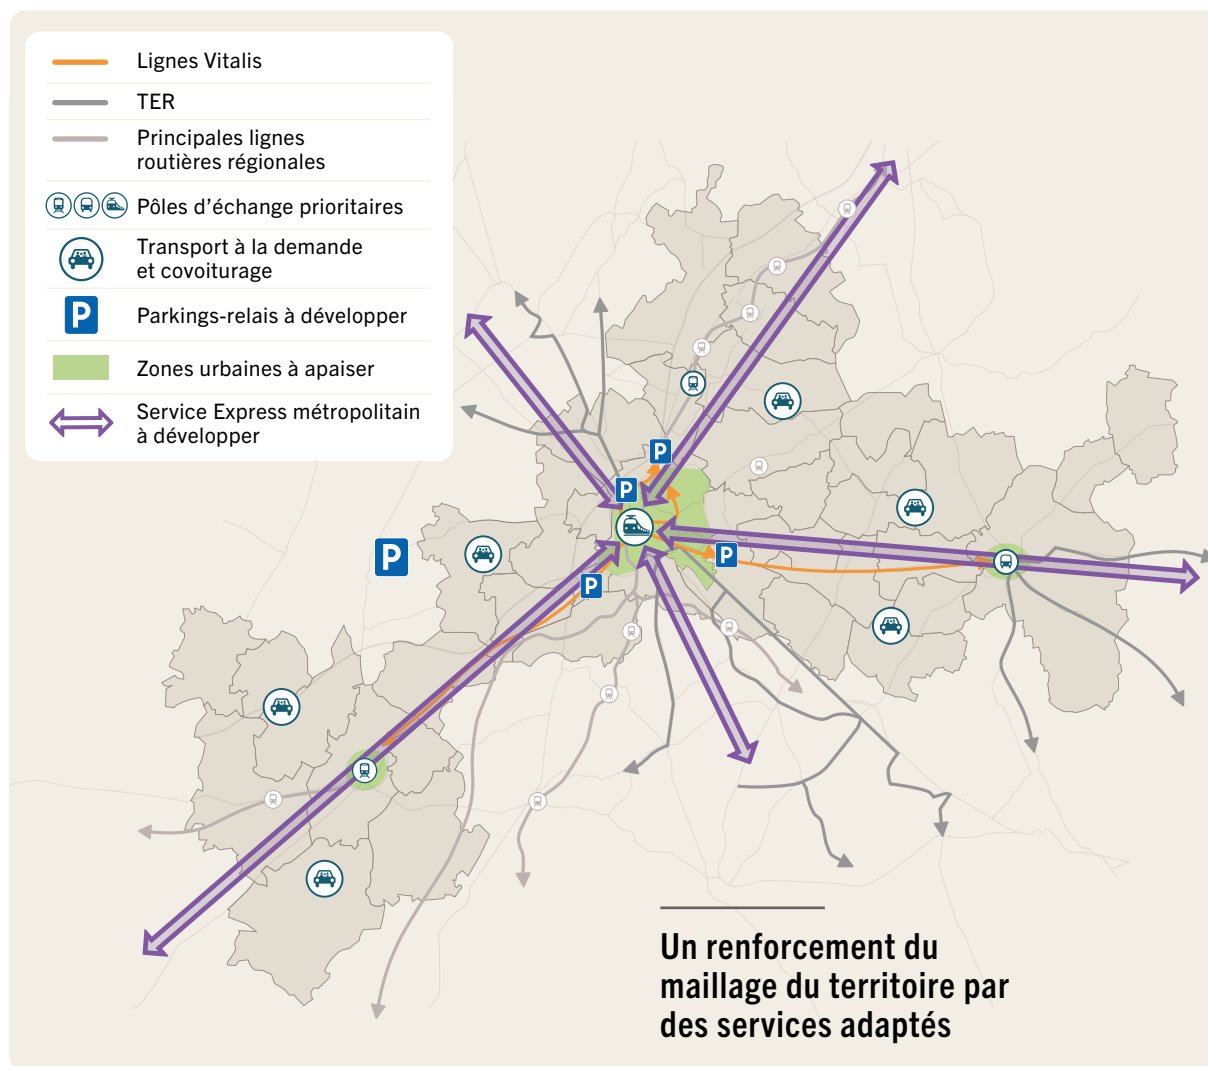 Lignes Vitalis
TER
Principales lignes
routières régionales
Pôles d'échange prioritaires
Transport à la demande
et covoiturage
P
Parkings-relais à développer
Zones urbaines à apaiser
Service Express métropolitain
à développer
P
P
P
P
P
Un renforcement du
maillage du territoire par
des services adaptés